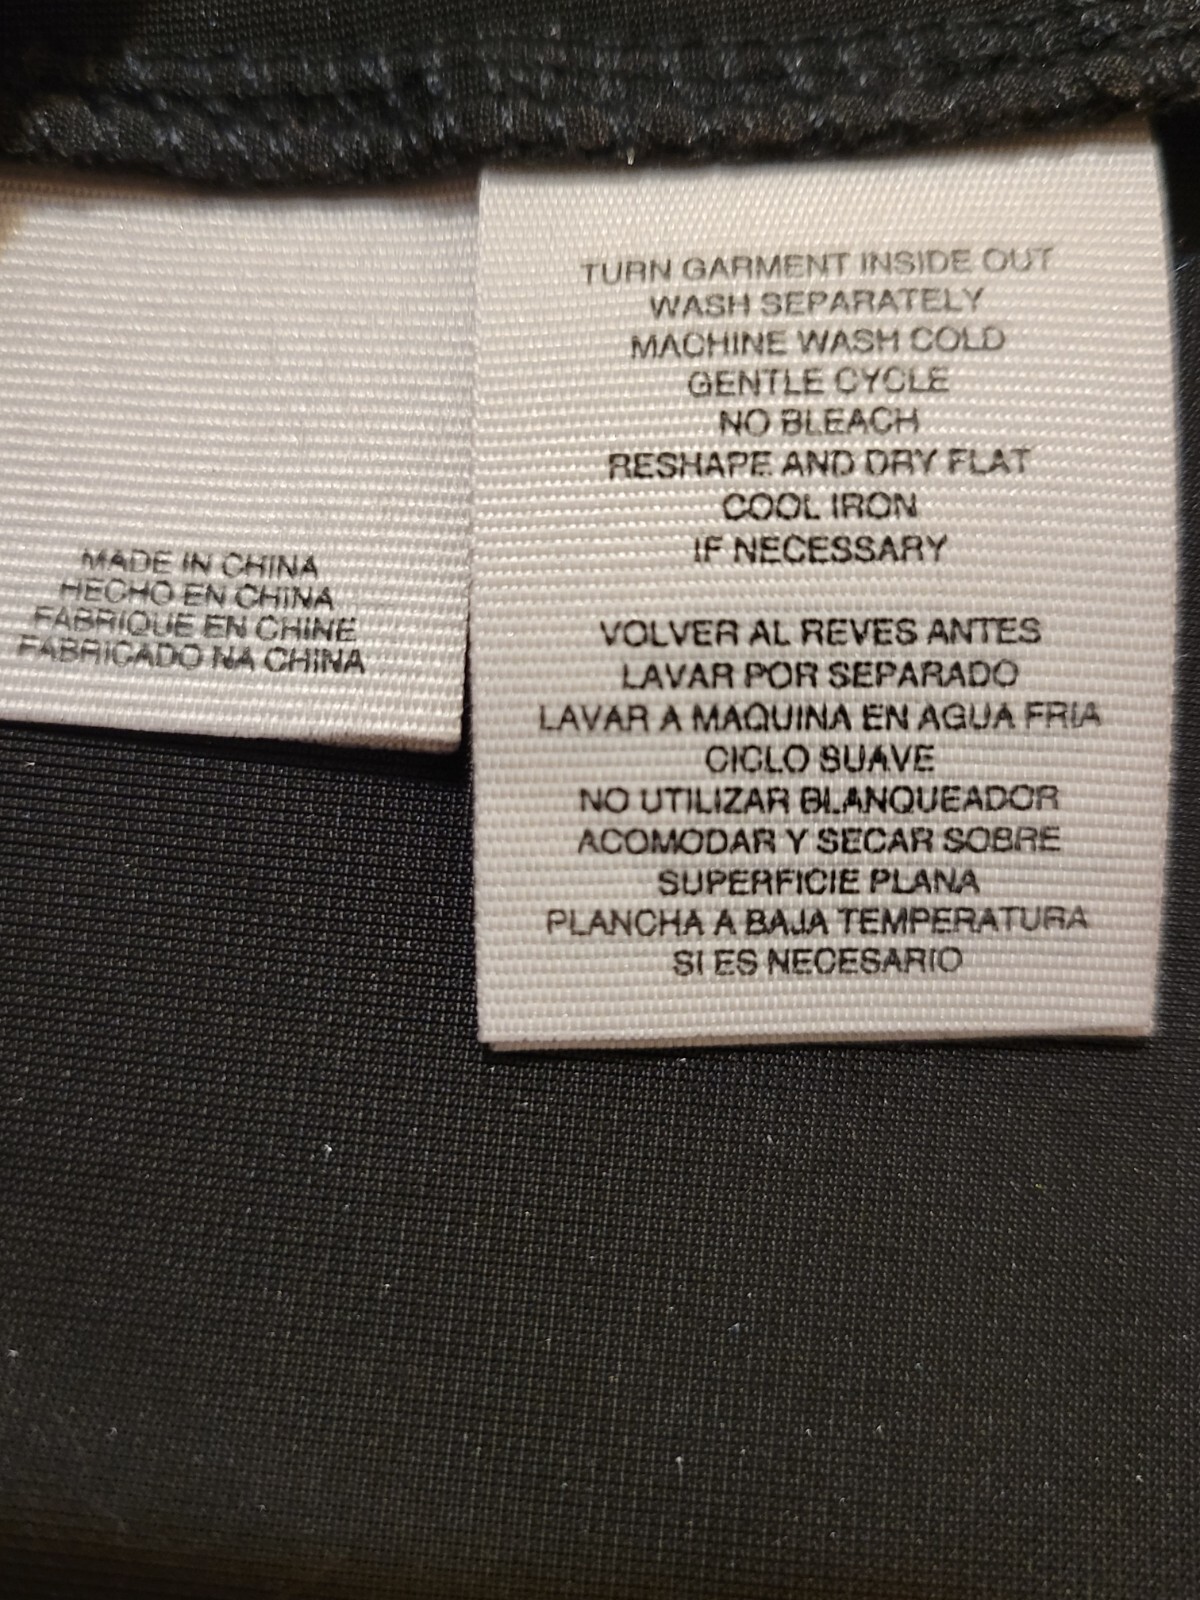 MADE IN CHINA
HECHO EN CHINA
FABRIQUE EN CHINE
FABRICADO NA CHINA
TURN GARMENT INSIDE OUT
WASH SEPARATELY
MACHINE WASH COLD
GENTLE CYCLE
NO BLEACH
RESHAPE AND DRY FLAT
COOL IRON
IF NECESSARY
VOLVER AL REVES ANTES
LAVAR POR SEPARADO
LAVAR A MAQUINA EN AGUA FRIA
CICLO SUAVE
NO UTILIZAR BLANQUEADOR
ACOMODAR Y SECAR SOBRE
SUPERFICIE PLANA
PLANCHA A BAJA TEMPERATURA
SI ES NECESARIO